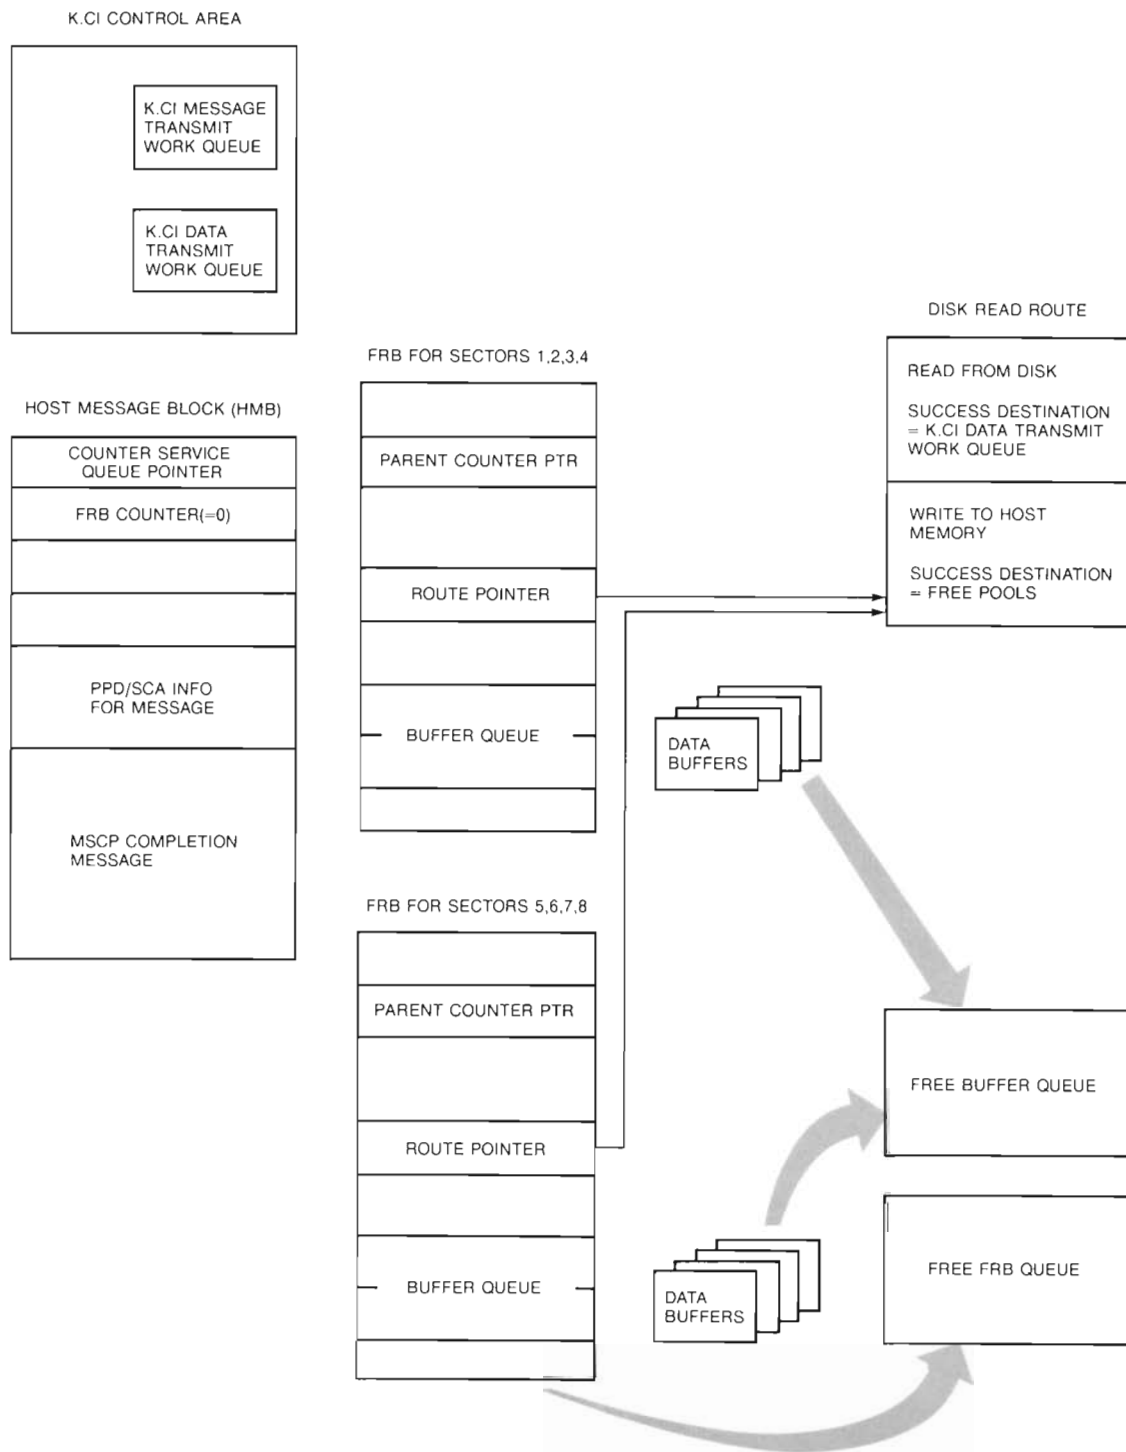 K.CI CONTROL AREA
K.CI MESSAGE
TRANSMIT
WORK QUEUE
K.CI DATA
TRANSMIT
WORK QUEUE
HOST MESSAGE BLOCK (HMB)
COUNTER SERVICE
QUEUE POINTER
FRB COUNTER(=0)
PPD/SCA INFO
FOR MESSAGE
MSCP COMPLETION
MESSAGE
FRB FOR SECTORS 1,2,3,4
PARENT COUNTER PTR
ROUTE POINTER
BUFFER QUEUE
FRB FOR SECTORS 5,6,7,8
PARENT COUNTER PTR
ROUTE POINTER
BUFFER QUEUE
DISK READ ROUTE
READ FROM DISK
SUCCESS DESTINATION
= K.CI DATA TRANSMIT
WORK QUEUE
WRITE TO HOST
MEMORY
SUCCESS DESTINATION
= FREE POOLS
DATA
BUFFERS
FREE BUFFER QUEUE
DATA
BUFFERS
FREE FRB QUEUE